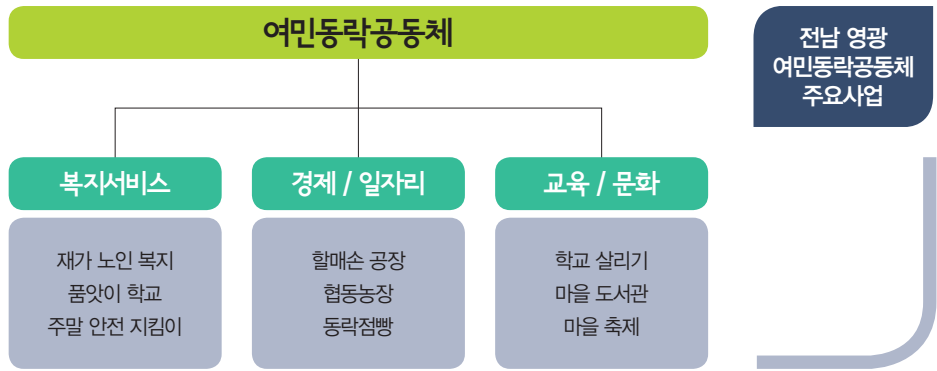 여민동락공동체
전남 영광
여민동락공동체
주요사업
복지서비스
재가 노인 복지
품앗이 학교
주말 안전 지킴이
경제 / 일자리
할매손 공장
협동농장
동락점빵
교육 / 문화
학교 살리기
마을 도서관
마을 축제